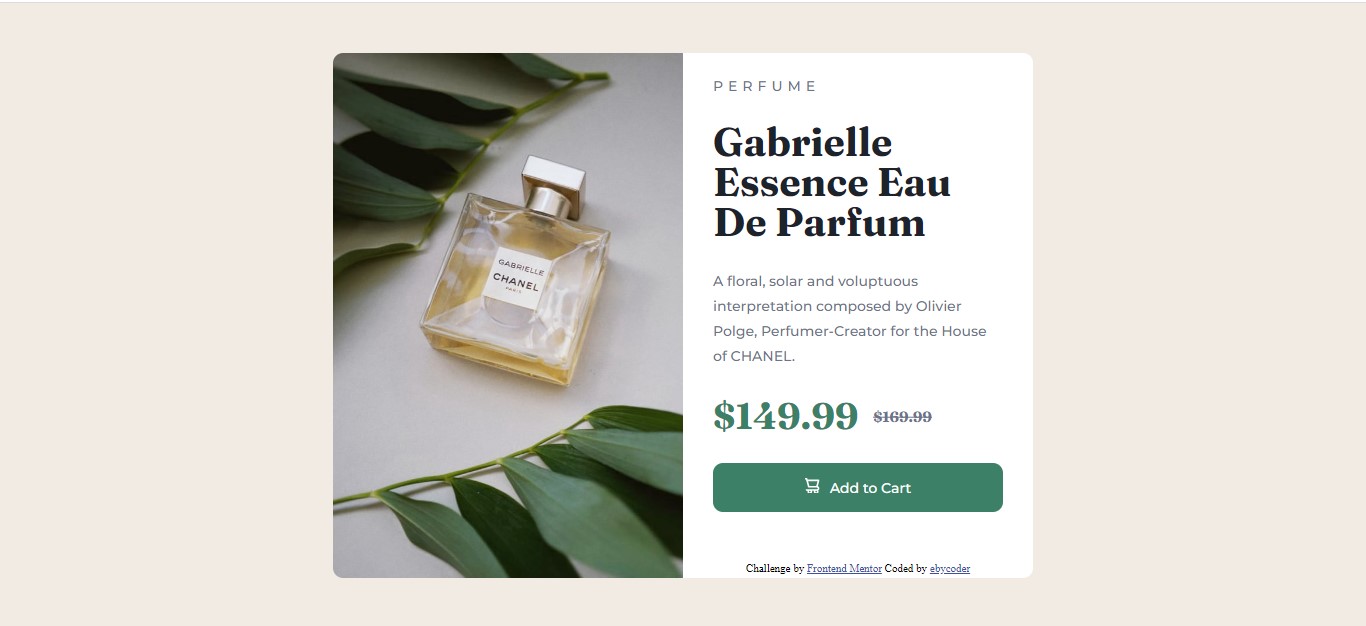 GABRIELLE
CHANEL
PARIS
PERFUME
Gabrielle
Essence Eau
De Parfum
A floral, solar and voluptuous
interpretation composed by Olivier
Polge, Perfumer-Creator for the House
of CHANEL.
$149.99 $169.99
Add to Cart
Challenge by Frontend Mentor Coded by ebycoder